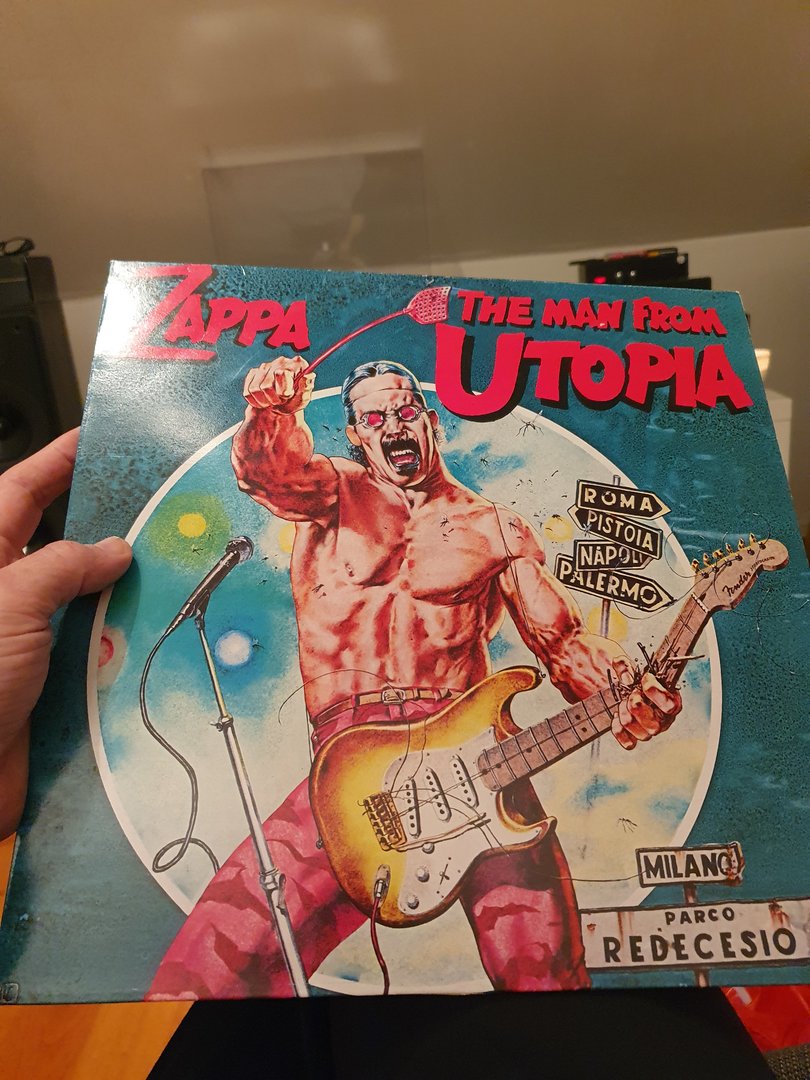 ZAPPA
THE MAN FROM
UTOPIA
ROMA
PISTOIA
NAPOLI
PALERMO
Fender
MILANO
PARCO
REDECESIO